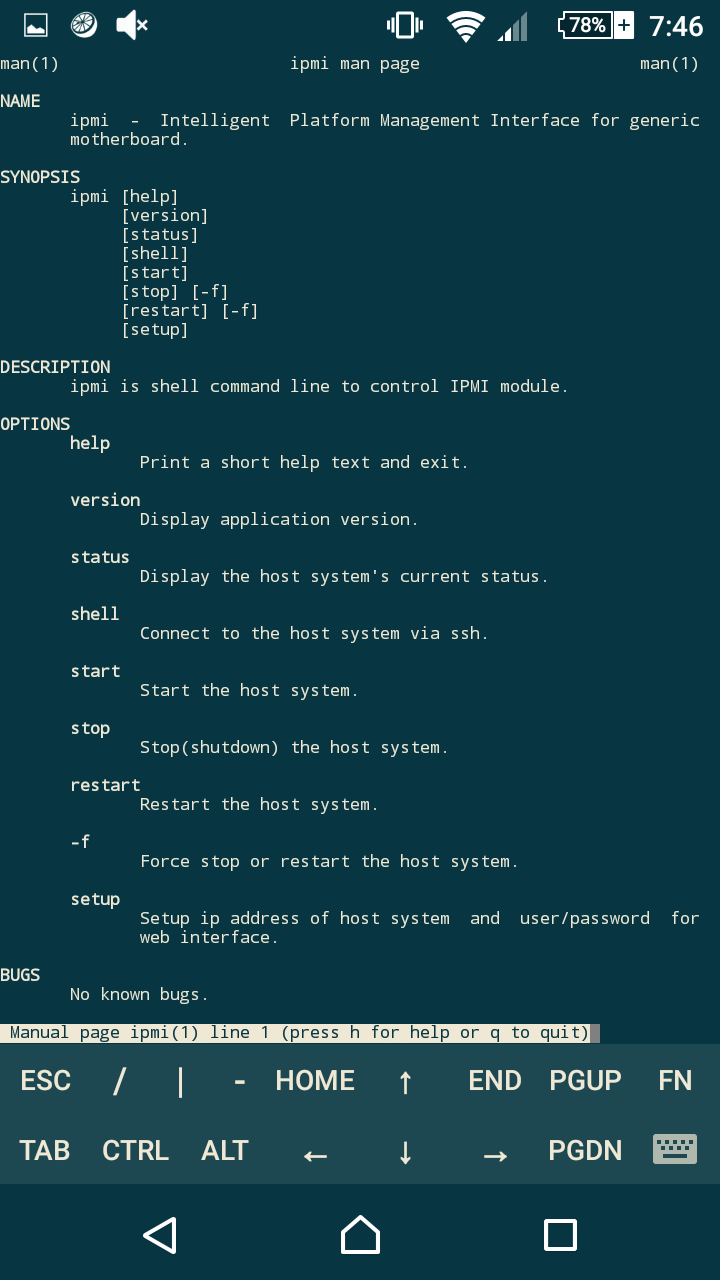 78% 7:46
man(1) ipmi man page man(1)
NAME
ipmi - Intelligent Platform Management Interface for generic
motherboard.
SYNOPSIS
ipmi [help]
[version]
[status]
[shell]
[start]
[stop] [-f]
[restart] [-f]
[setup]
DESCRIPTION
ipmi is shell command line to control IPMI module.
OPTIONS
help
Print a short help text and exit.
version
Display application version.
status
Display the host system's current status.
shell
Connect to the host system via ssh.
start
Start the host system.
stop
Stop(shutdown) the host system.
restart
Restart the host system.
-f
Force stop or restart the host system.
setup
Setup ip address of host system and user/password for
web interface.
BUGS
No known bugs.
Manual page ipmi(1) line 1 (press h for help or q to quit)
ESC / | - HOME ↑ END PGUP FN
TAB CTRL ALT ← ↓ → PGDN